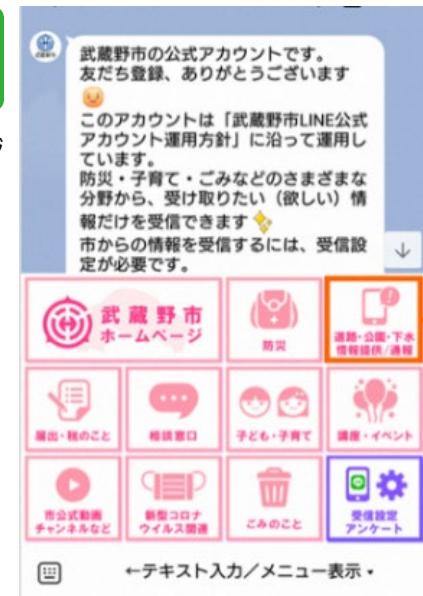 武蔵野市の公式アカウントです。
友だち登録、ありがとうございます
このアカウントは「武蔵野市LINE公式
アカウント運用方針」に沿って運用し
ています。
防災・子育て・ごみなどのさまざまな
分野から、受け取りたい（欲しい）情
報だけを受信できます
市からの情報を受信するには、受信設
定が必要です。
武蔵野市
ホームページ
防災
道路・公園・下水
情報提供/通報
届出・税のこと
相談窓口
子ども・子育て
講座・イベント
市公式動画
チャンネルなど
新型コロナ
ウイルス関連
ごみのこと
受信設定
アンケート
←テキスト入力/メニュー表示・